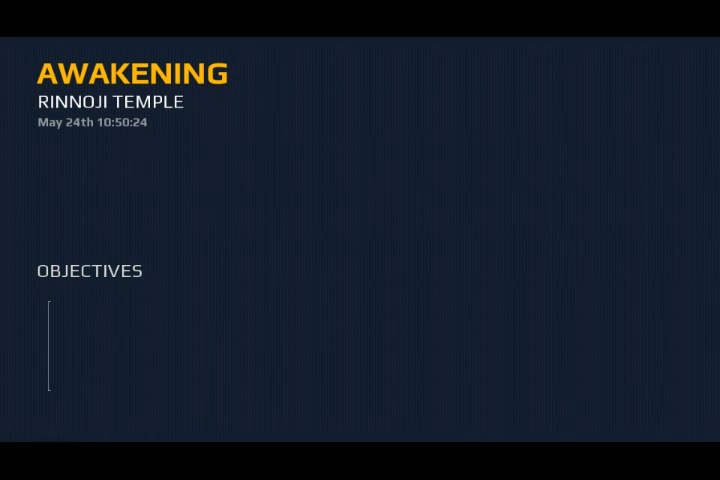 AWAKENING
RINNOJI TEMPLE
May 24th 10:50:24
OBJECTIVES